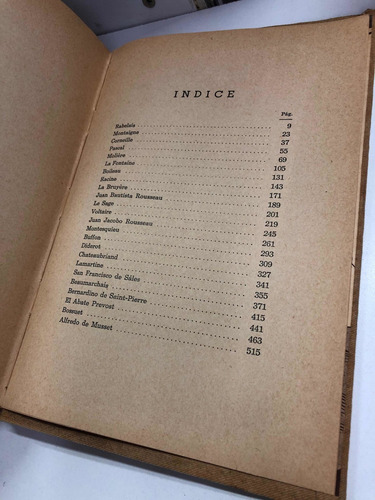 INDICE
Pág.
Rabelais 9
Montaigne 23
Corneille 37
Pascal 55
Molière 69
La Fontaine 105
Boileau 131
Racine 143
La Bruyère 171
Juan Bautista Rousseau 189
Le Sage 201
Voltaire 219
Juan Jacobo Rousseau 245
Montesquieu 261
Buffon 293
Diderot 309
Chateaubriand 327
Lamartine 341
San Francisco de Sáles 355
Beaumarchais 371
Bernardino de Saint-Pierre 415
El Abate Prevost 441
Bossuet 463
Alfredo de Musset 515